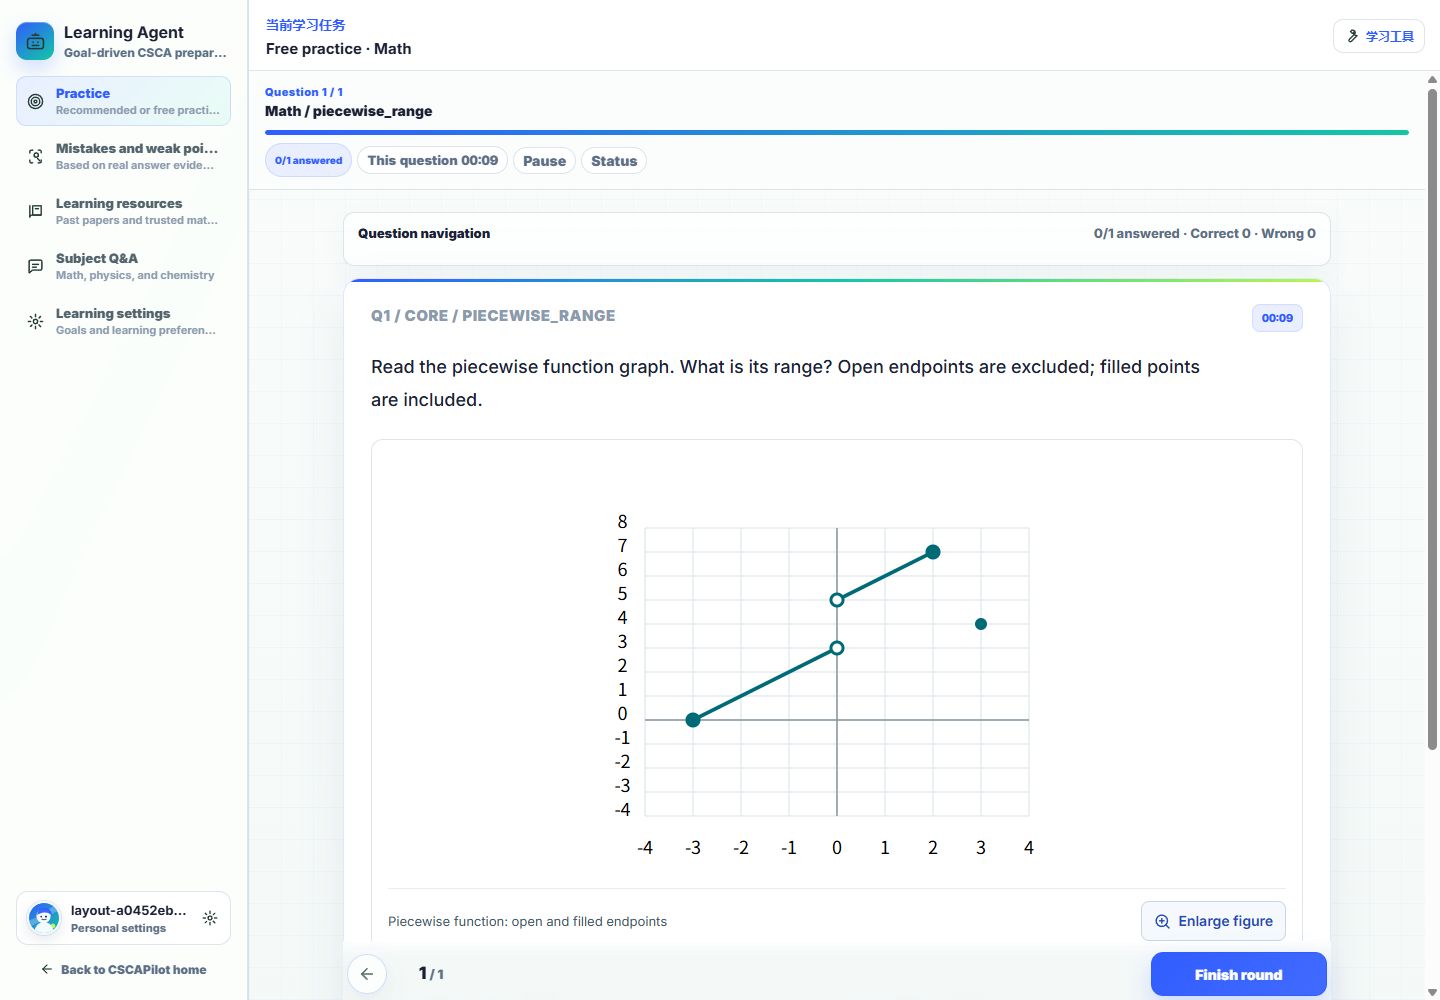 Learning Agent
Goal-driven CSCA prepar...
Practice
Recommended or free practi...
Mistakes and weak poi...
Based on real answer evide...
Learning resources
Past papers and trusted mat...
Subject Q&A
Math, physics, and chemistry
Learning settings
Goals and learning preferen...
layout-a0452eb...
Personal settings
Back to CSCAPilot home
当前学习任务
Free practice · Math
学习工具
Question 1 / 1
Math / piecewise_range
0/1 answered
This question 00:09
Pause
Status
Question navigation
0/1 answered · Correct 0 · Wrong 0
Q1 / CORE / PIECEWISE_RANGE
00:09
Read the piecewise function graph. What is its range? Open endpoints are excluded; filled points
are included.
8
7
6
5
4
3
2
1
0
-1
-2
-3
-4
-4 -3 -2 -1 0 1 2 3 4
Piecewise function: open and filled endpoints
Enlarge figure
1 / 1
Finish round